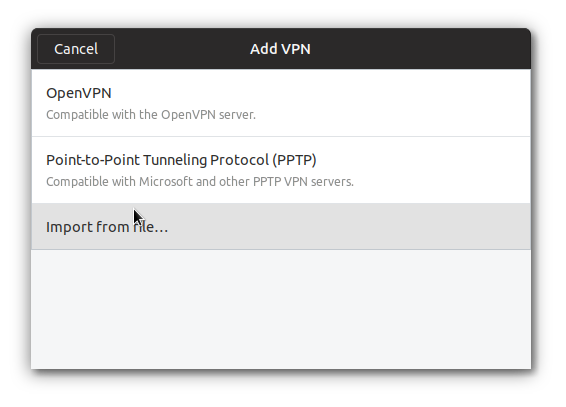 Cancel
Add VPN
OpenVPN
Compatible with the OpenVPN server.
Point-to-Point Tunneling Protocol (PPTP)
Compatible with Microsoft and other PPTP VPN servers.
Import from file...